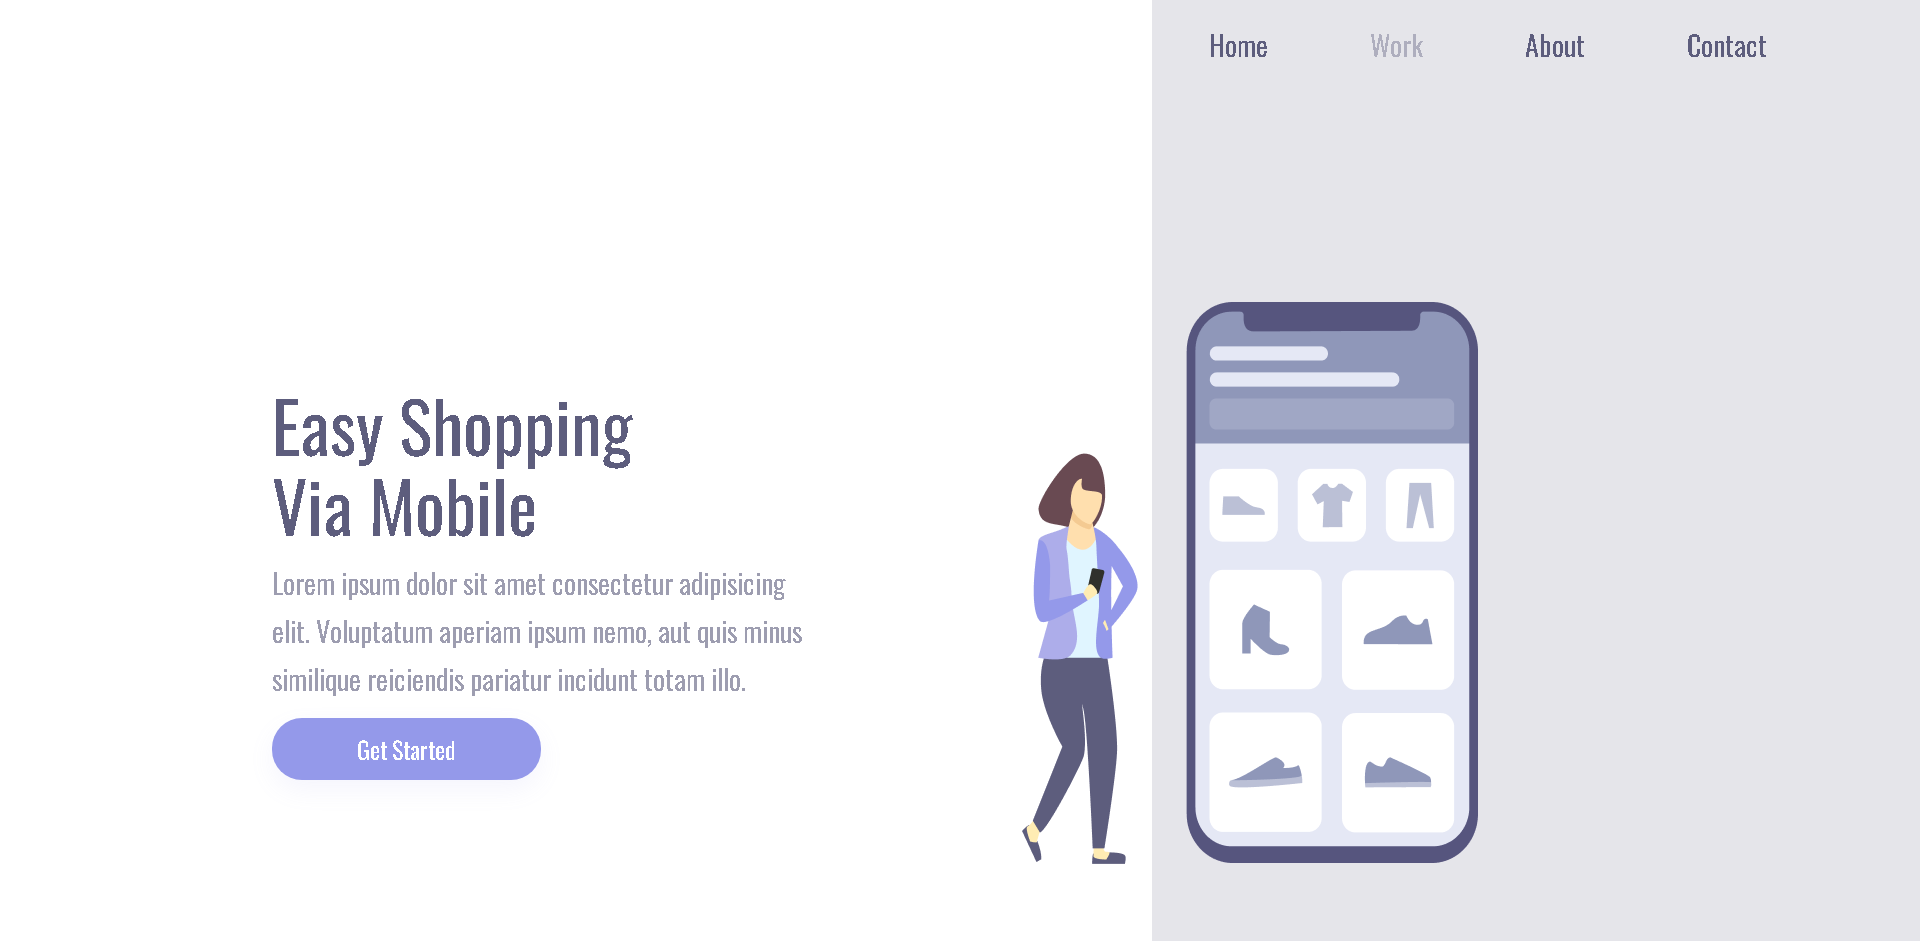 Home Work About Contact
Easy Shopping
Via Mobile
Lorem ipsum dolor sit amet consectetur adipisicing
elit. Voluptatum aperiam ipsum nemo, aut quis minus
similique reiciendis pariatur incidunt totam illo.
Get Started